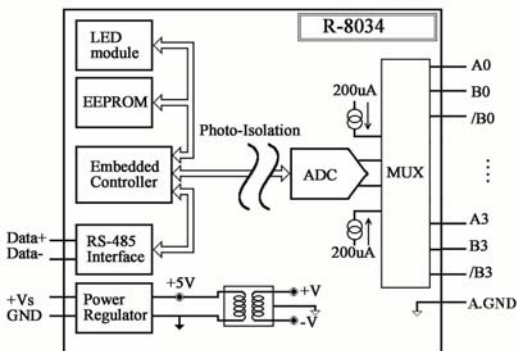 R-8034
LED
module
EEPROM
Embedded
Controller
Photo-Isolation
ADC
200uA
MUX
200uA
A0
B0
/B0
A3
B3
/B3
A.GND
Data+
Data-
RS-485
Interface
+Vs
GND
Power
Regulator
+5V
+V
-V